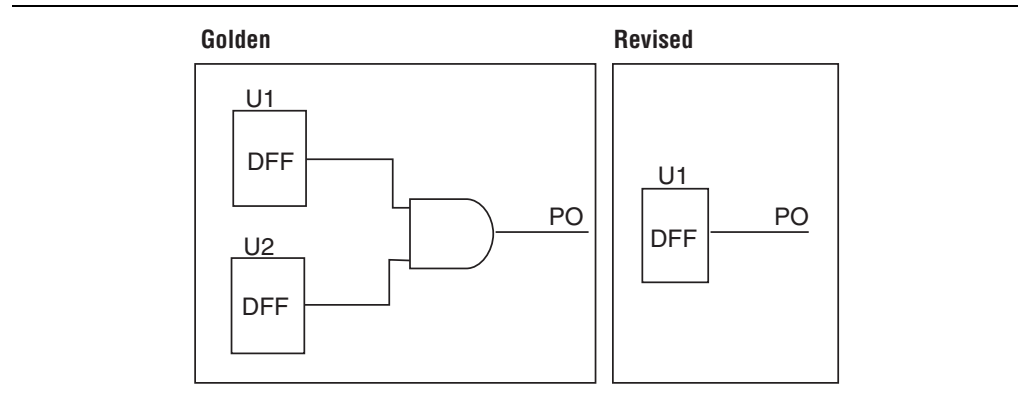 Golden
Revised
U1
DFF
U2
DFF
PO
U1
DFF
PO